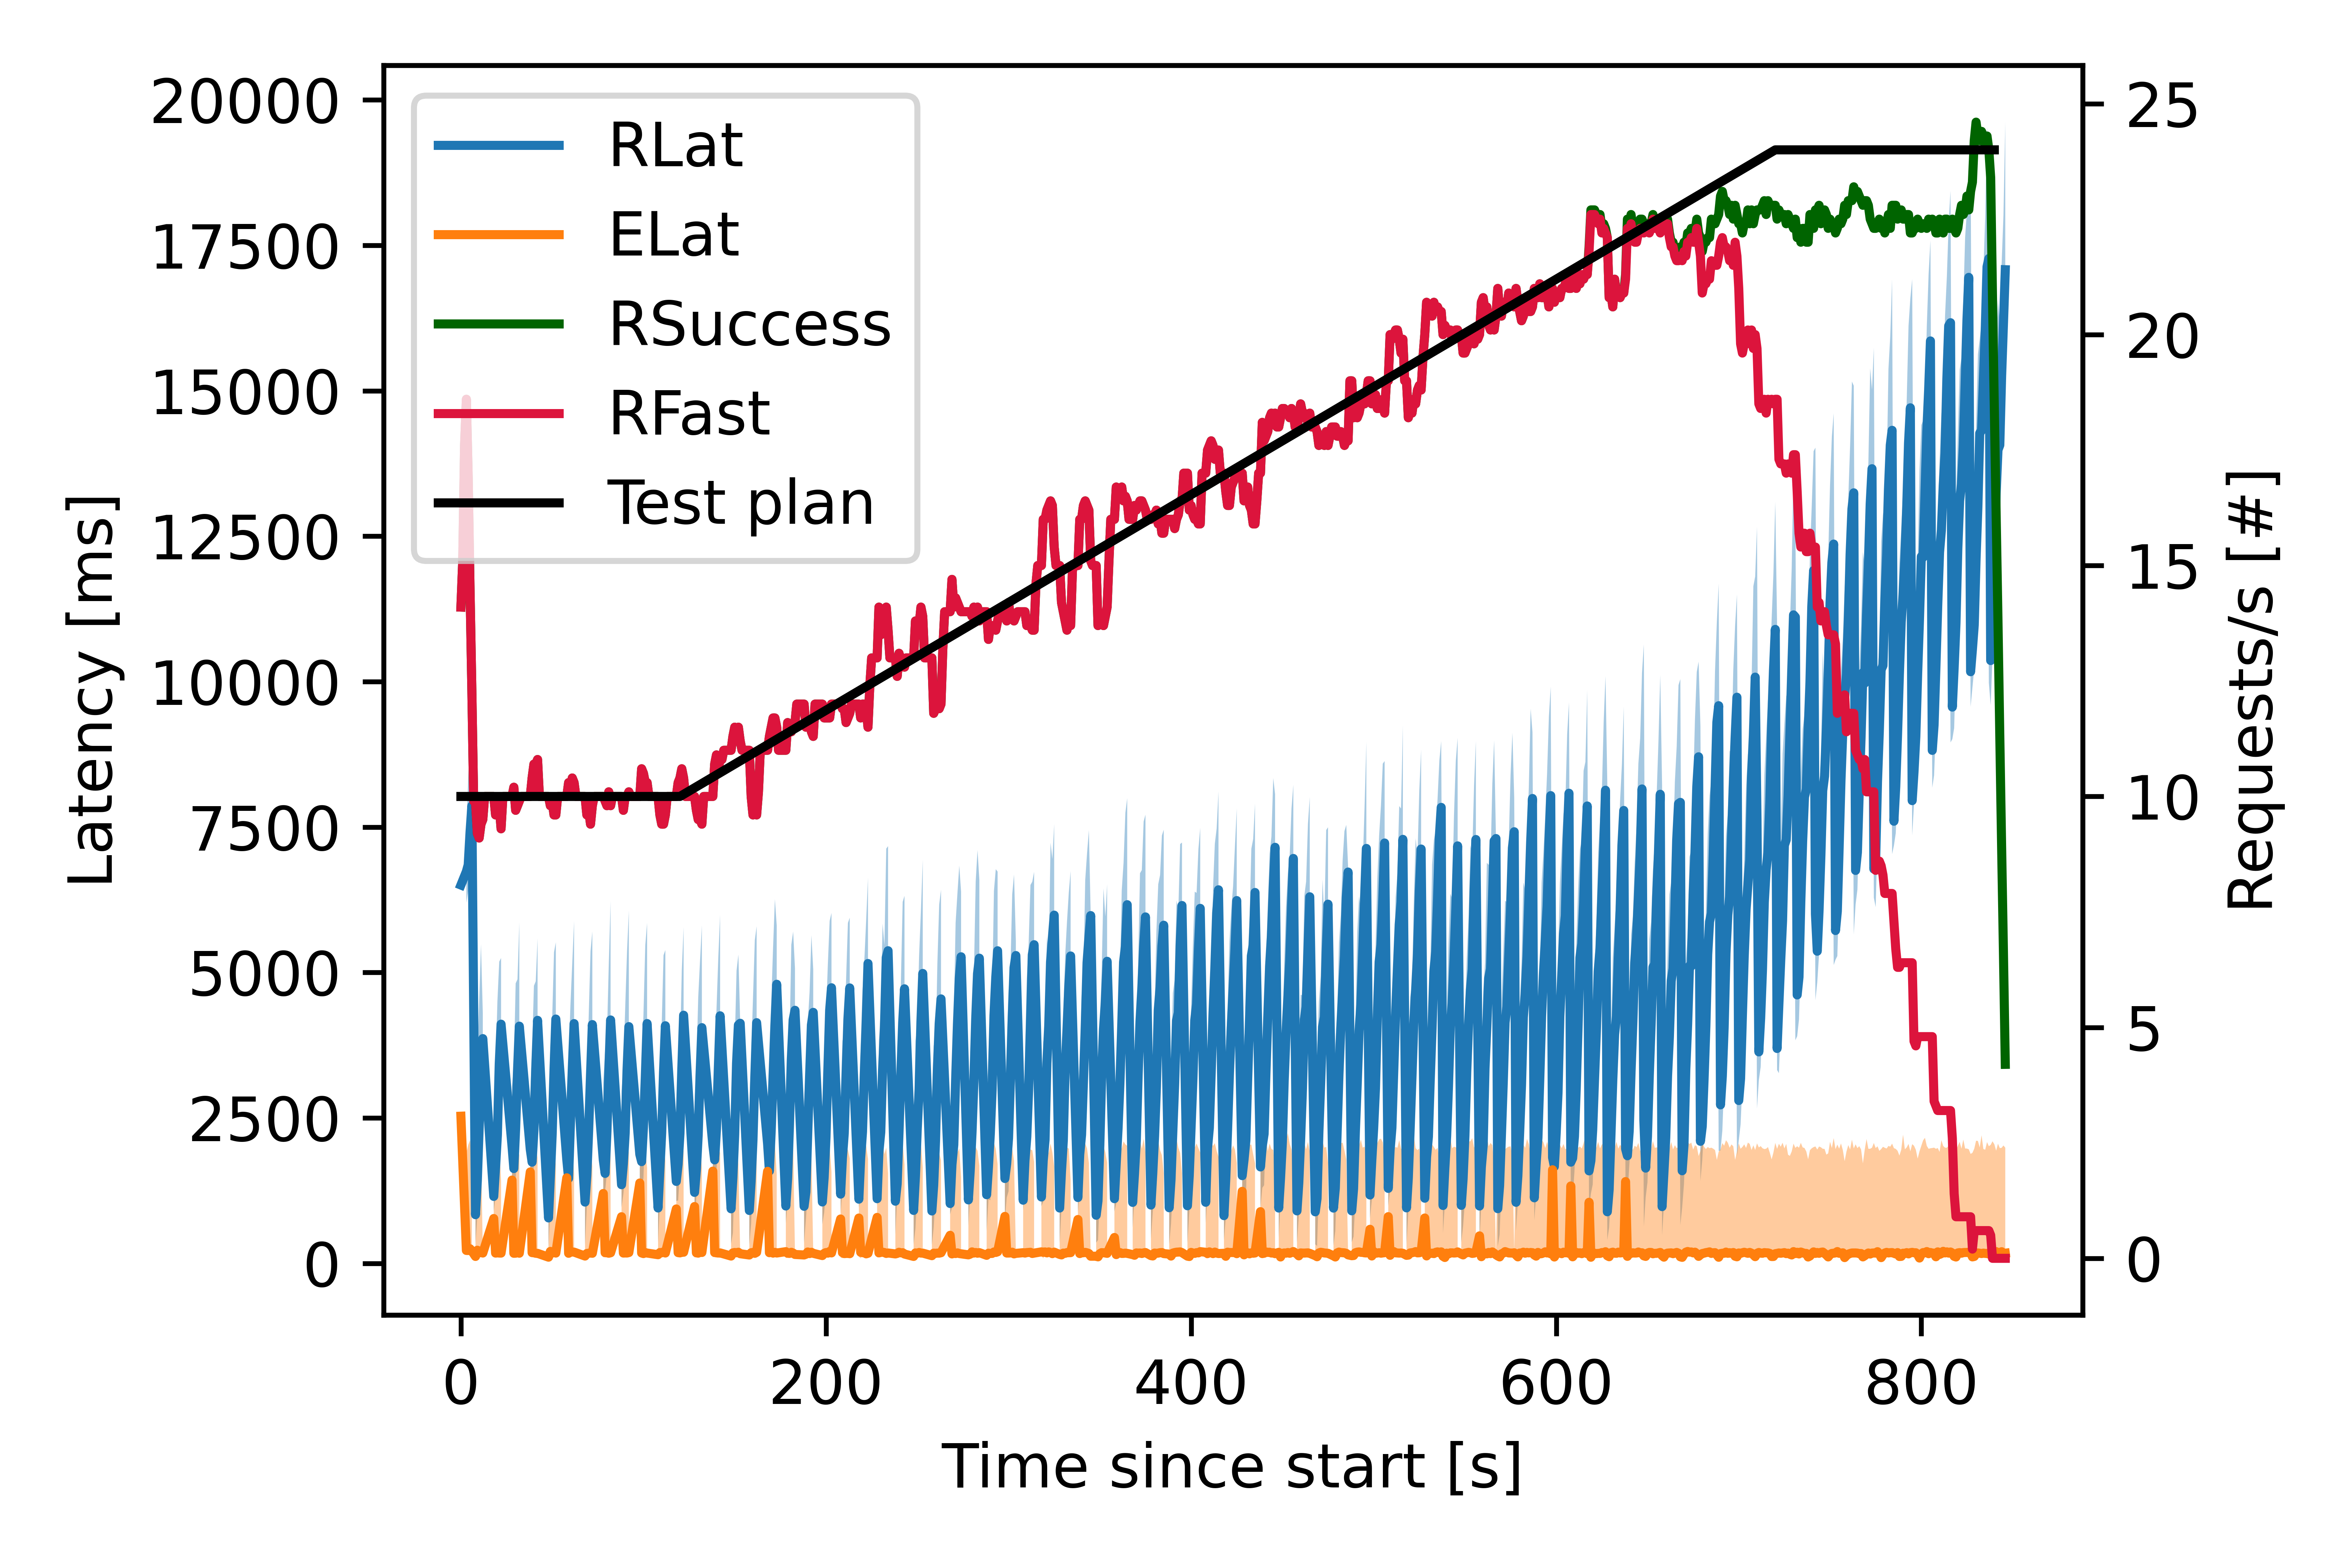 20000
17500
15000
12500
10000
7500
5000
2500
0
Latency [ms]
RLat
ELat
RSuccess
RFast
Test plan
25
20
15
10
5
0
Requests/s [#]
0 200 400 600 800
Time since start [s]